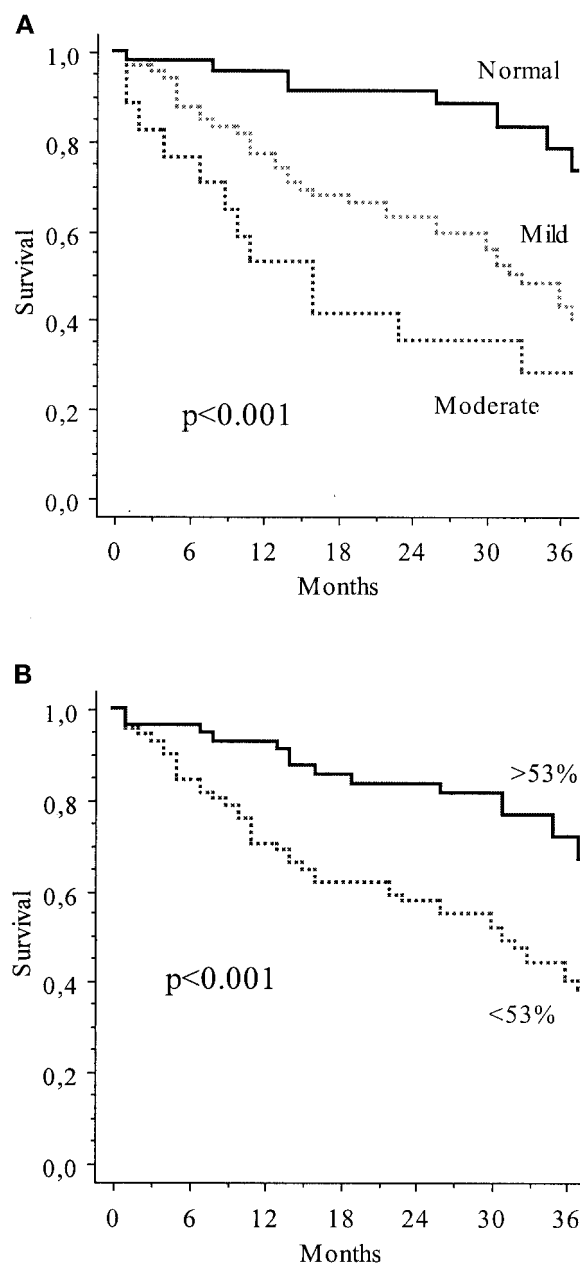 A
1,0
Normal
0,8
0,6
Mild
Survival
0,4
Moderate
p<0.001
0,2
0,0
0 6 12 18 24 30 36
Months
B
1,0
>53%
0,8
0,6
Survival
0,4
p<0.001
<53%
0,2
0,0
0 6 12 18 24 30 36
Months